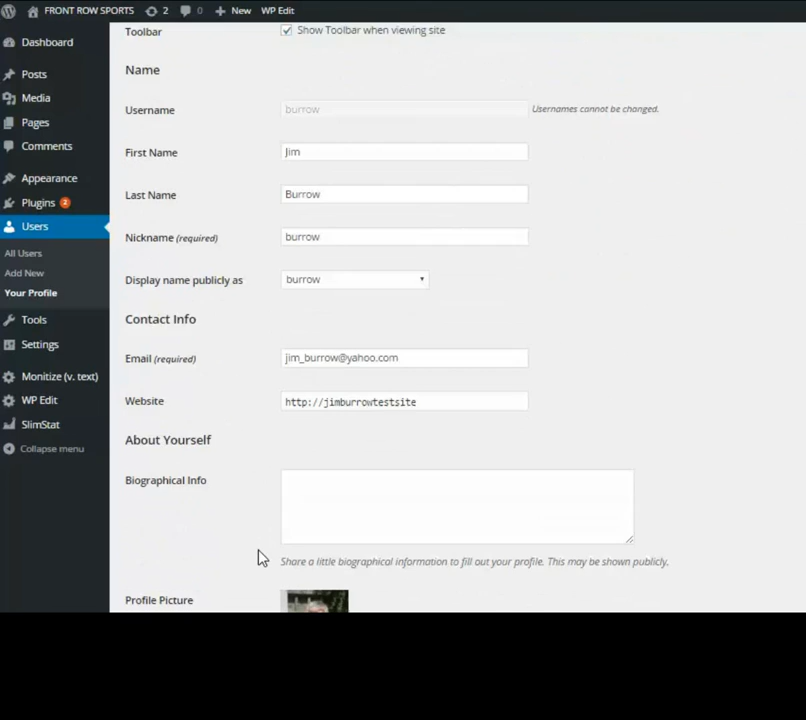 FRONT ROW SPORTS 2 0 New WP Edit
Dashboard
Posts
Media
Pages
Comments
Appearance
Plugins 2
Users
All Users
Add New
Your Profile
Tools
Settings
Monitize (v. text)
WP Edit
SlimStat
Collapse menu
Toolbar Show Toolbar when viewing site
Name
Username burrow Usernames cannot be changed.
First Name Jim
Last Name Burrow
Nickname (required) burrow
Display name publicly as burrow
Contact Info
Email (required) jim_burrow@yahoo.com
Website http://jimburrowtestsite
About Yourself
Biographical Info
Share a little biographical information to fill out your profile. This may be shown publicly.
Profile Picture